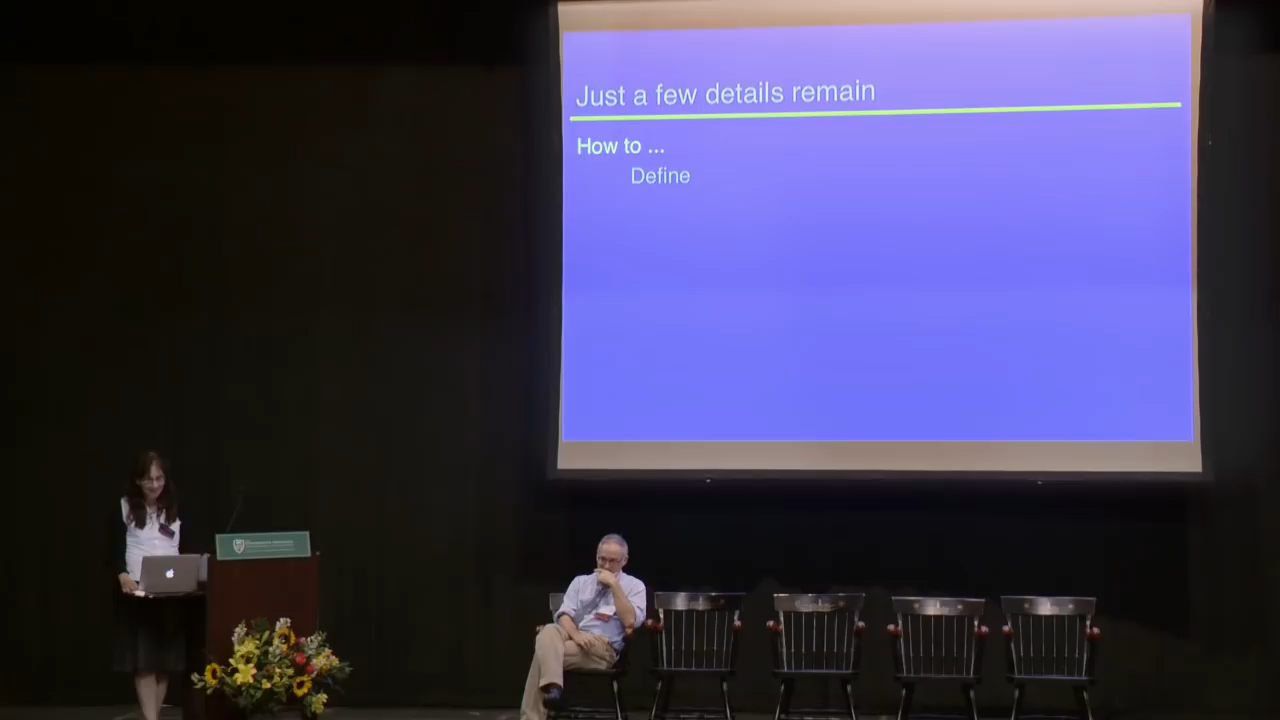 Just a few details remain
How to ...
Define